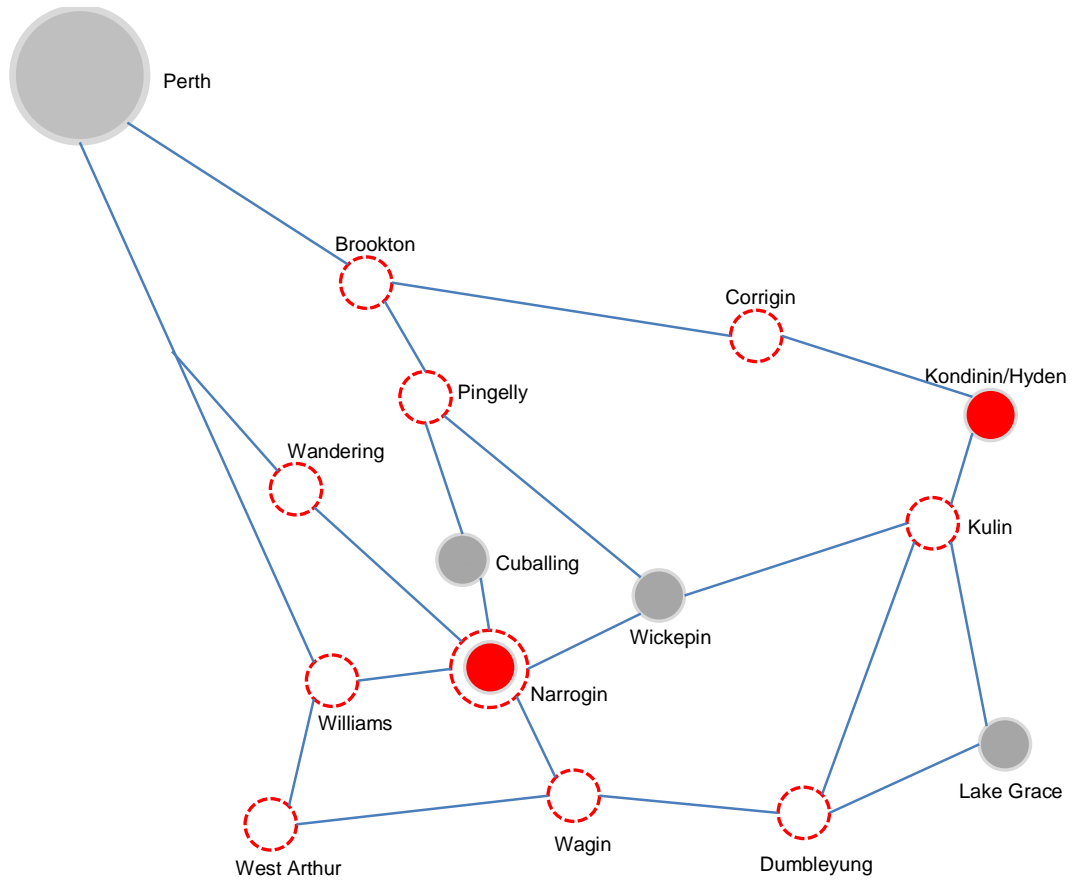 Perth
Brookton
Corrigin
Kondinin/Hyden
Pingelly
Wandering
Kulin
Cuballing
Wickepin
Narrogin
Williams
Lake Grace
Wagin
Dumbleyung
West Arthur